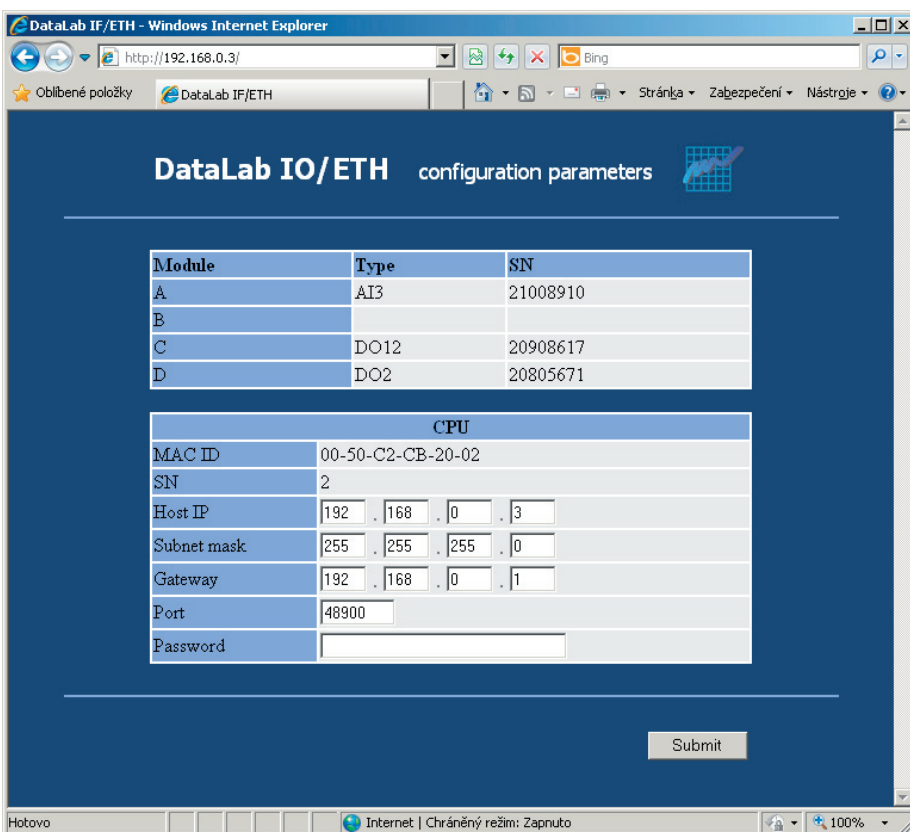 DataLab IF/ETH - Windows Internet Explorer
http://192.168.0.3/ Bing
Oblíbené položky DataLab IF/ETH Stránka Zabezpečení Nástroje
DataLab IO/ETH configuration parameters
Module Type SN
A AI3 21008910
B
C DO12 20908617
D DO2 20805671
CPU
MAC ID 00-50-C2-CB-20-02
SN 2
Host IP 192 . 168 . 0 . 3
Subnet mask 255 . 255 . 255 . 0
Gateway 192 . 168 . 0 . 1
Port 48900
Password
Submit
Hotovo Internet | Chráněný režim: Zapnuto 100%